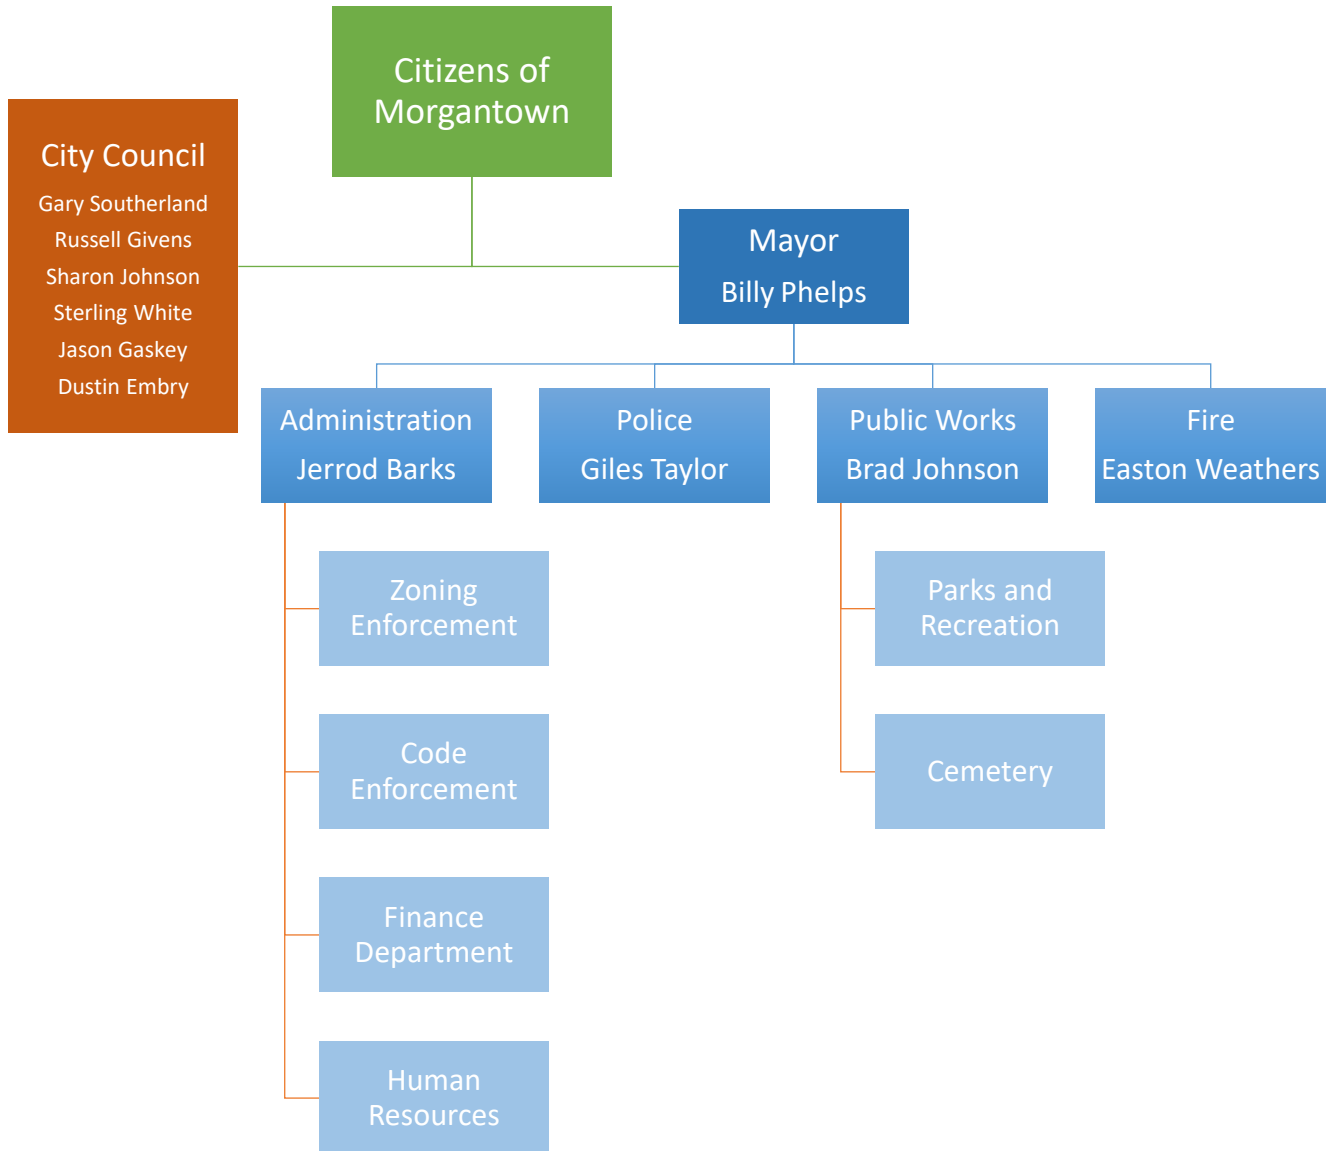 Citizens of
Morgantown
City Council
Gary Southerland
Russell Givens
Sharon Johnson
Sterling White
Jason Gaskey
Dustin Embry
Mayor
Billy Phelps
Administration
Jerrod Barks
Police
Giles Taylor
Public Works
Brad Johnson
Fire
Easton Weathers
Zoning
Enforcement
Code
Enforcement
Finance
Department
Human
Resources
Parks and
Recreation
Cemetery